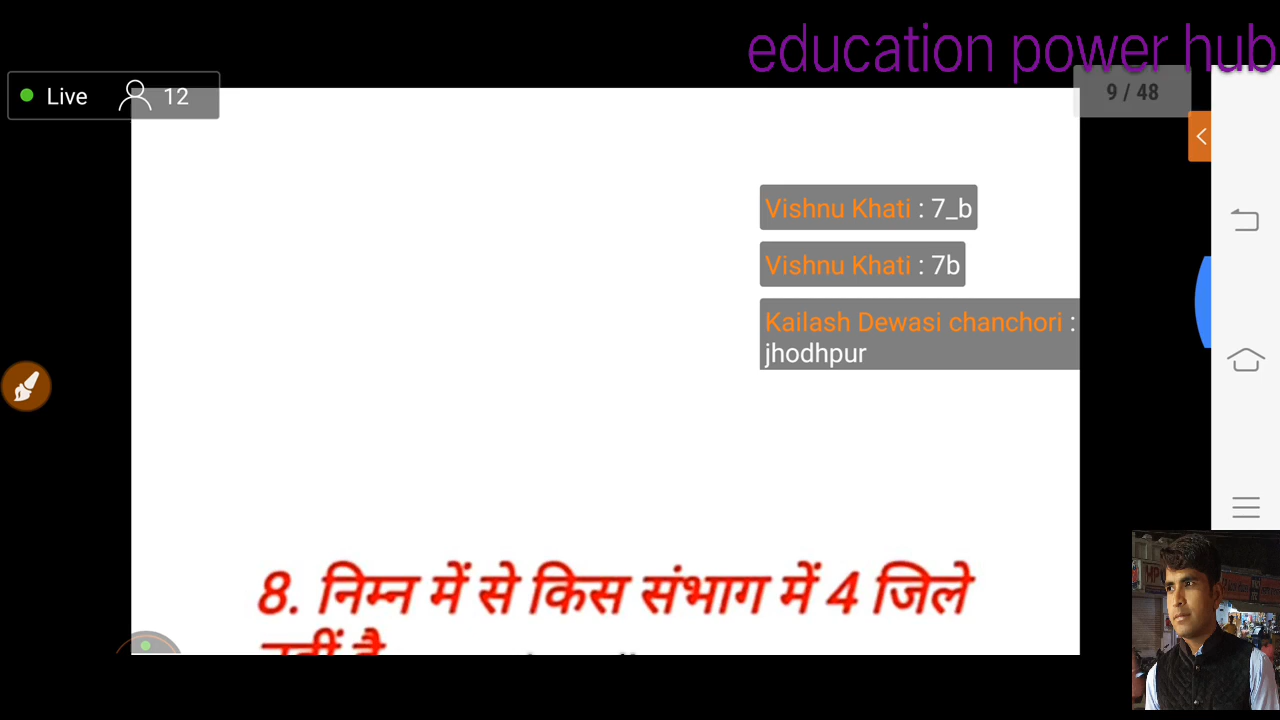 education power hub
Live 12
9 / 48
Vishnu Khati : 7_b
Vishnu Khati : 7b
Kailash Dewasi chanchori :
jhodhpur
8. निम्न में से किस संभाग में 4 जिले
नहीं है